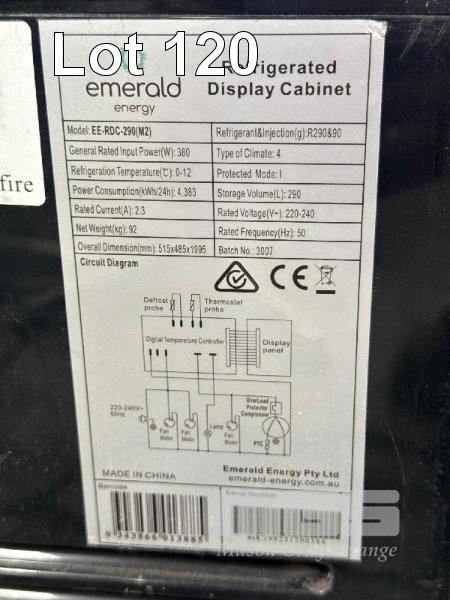 Lot 120
emerald
energy
Refrigerated
Display Cabinet
Model: EE-RDC-290(M2)
Refrigerant&Injection(g):R290&90
General Rated Input Power(W): 380
Type of Climate: 4
Refrigeration Temperature(℃): 0-12
Protected Mode: I
Power Consumption(kWh/24h): 4.383
Storage Volume(L): 290
Rated Current(A): 2.3
Rated Voltage(V~): 220-240
Net Weight(kg): 92
Rated Frequency(Hz): 50
Overall Dimension(mm): 515x485x1995
Batch No.: 3007
Circuit Diagram
CE
fire
Defrost probe
Thermostat probe
Digital Temperature Controller
Display panel
OverLoad Protector
Compressor
220-240V~
50Hz
Fan Motor
Fan Motor
Lamp
Fan Motor
PTC
MADE IN CHINA
Emerald Energy Pty Ltd
emerald-energy.com.au
Barcode
Serial Number
9 343866 013885